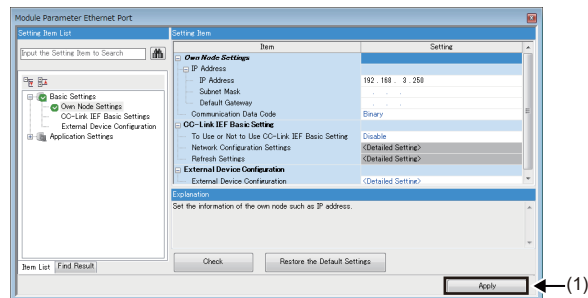 Module Parameter Ethernet Port
Setting Item List
Input the Setting Item to Search
Basic Settings
Own Node Settings
CC-Link IEF Basic Settings
External Device Configuration
Application Settings
Item List Find Result
Setting Item
Item Setting
Own Node Settings
IP Address
IP Address 192.168. 3.250
Subnet Mask . . .
Default Gateway . . .
Communication Data Code Binary
CC-Link IEF Basic Setting
To Use or Not to Use CC-Link IEF Basic Setting Disable
Network Configuration Settings <Detailed Setting>
Refresh Settings <Detailed Setting>
External Device Configuration
External Device Configuration <Detailed Setting>
Explanation
Set the information of the own node such as IP address.
Check Restore the Default Settings
Apply (1)